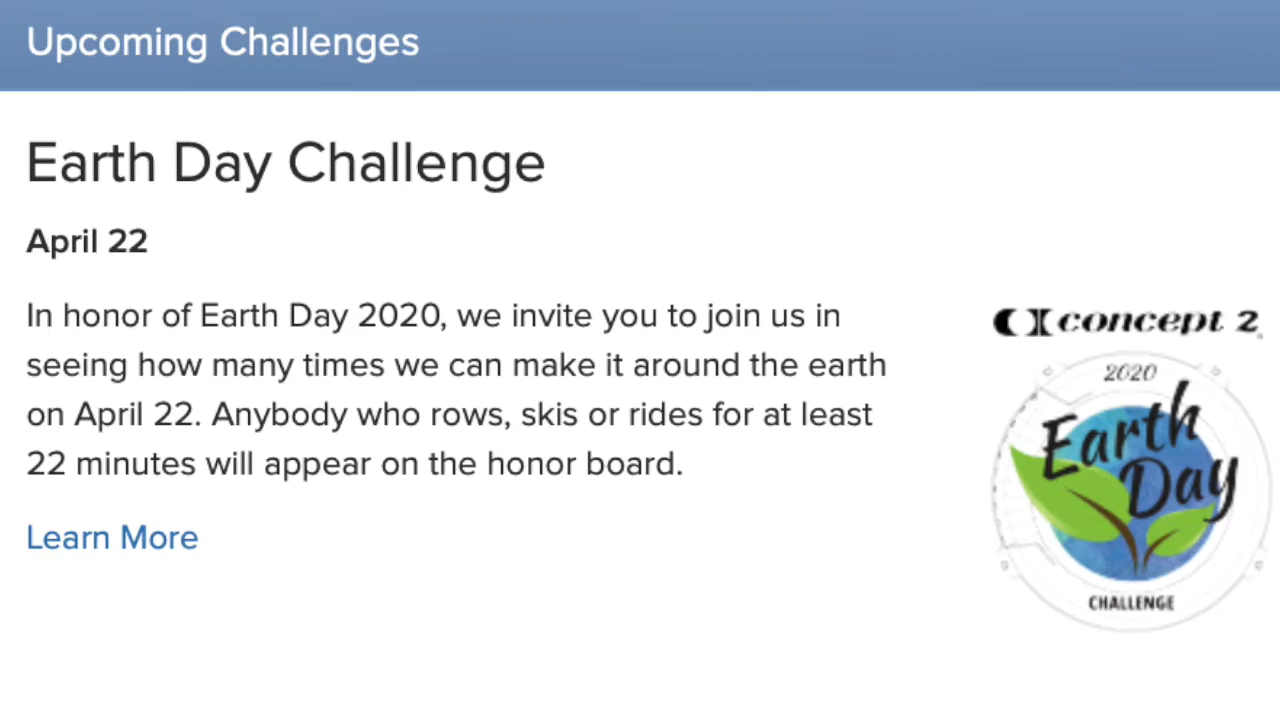 Upcoming Challenges
Earth Day Challenge
April 22
In honor of Earth Day 2020, we invite you to join us in
seeing how many times we can make it around the earth
on April 22. Anybody who rows, skis or rides for at least
22 minutes will appear on the honor board.
Learn More
concept 2
2020
Earth
Day
CHALLENGE